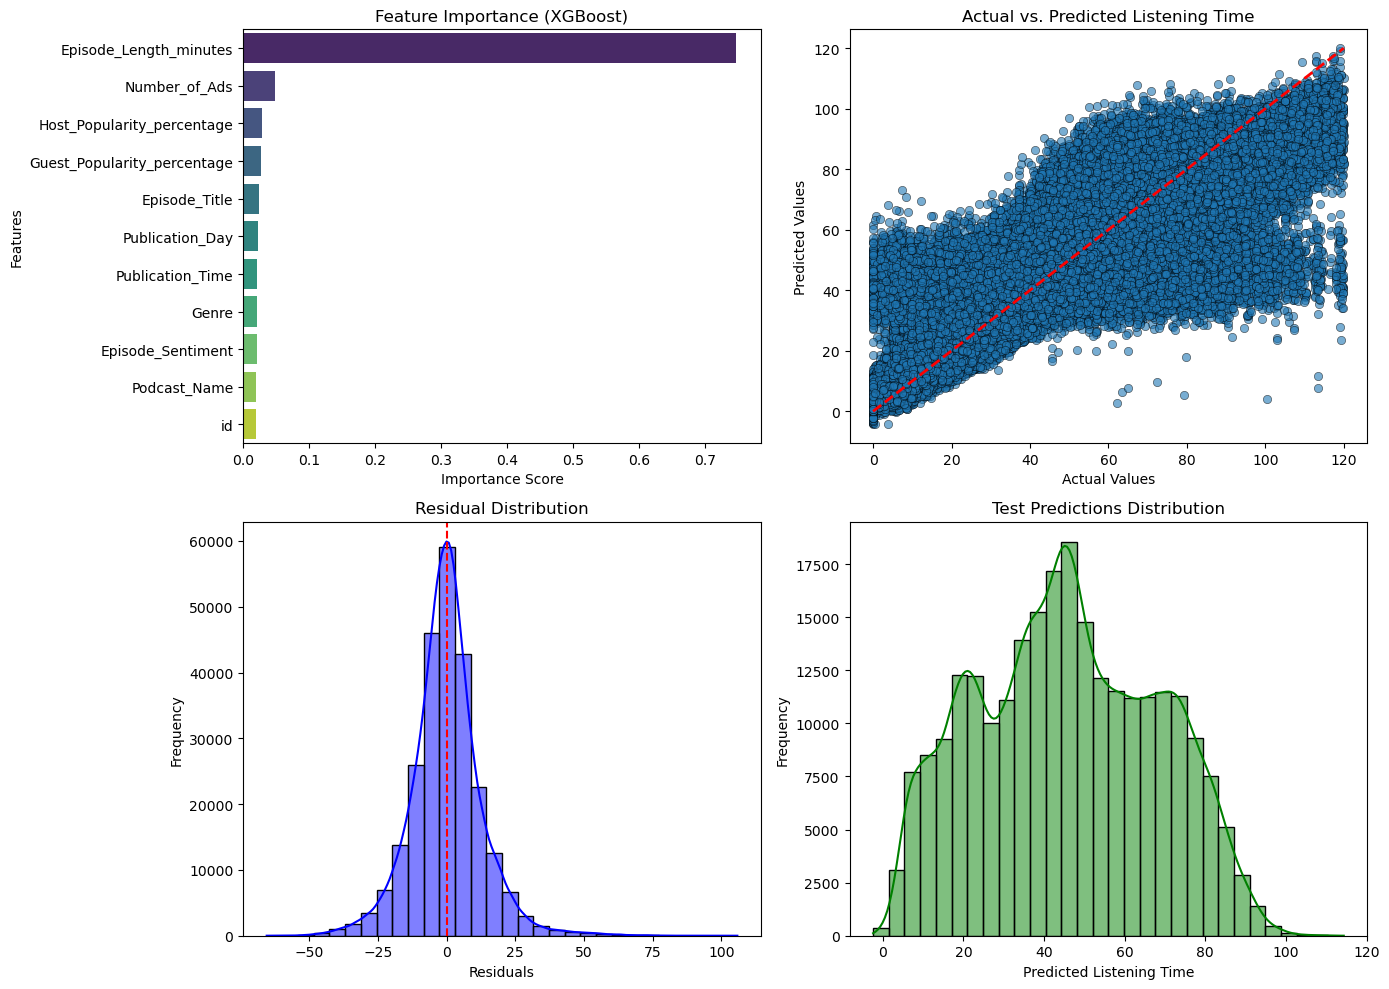 Feature Importance (XGBoost)
Features
Episode_Length_minutes
Number_of_Ads
Host_Popularity_percentage
Guest_Popularity_percentage
Episode_Title
Publication_Day
Publication_Time
Genre
Episode_Sentiment
Podcast_Name
id
0.0 0.1 0.2 0.3 0.4 0.5 0.6 0.7
Importance Score
Actual vs. Predicted Listening Time
Predicted Values
120
100
80
60
40
20
0
0 20 40 60 80 100 120
Actual Values
Residual Distribution
Frequency
60000
50000
40000
30000
20000
10000
0
−50 −25 0 25 50 75 100
Residuals
Test Predictions Distribution
Frequency
17500
15000
12500
10000
7500
5000
2500
0
0 20 40 60 80 100 120
Predicted Listening Time